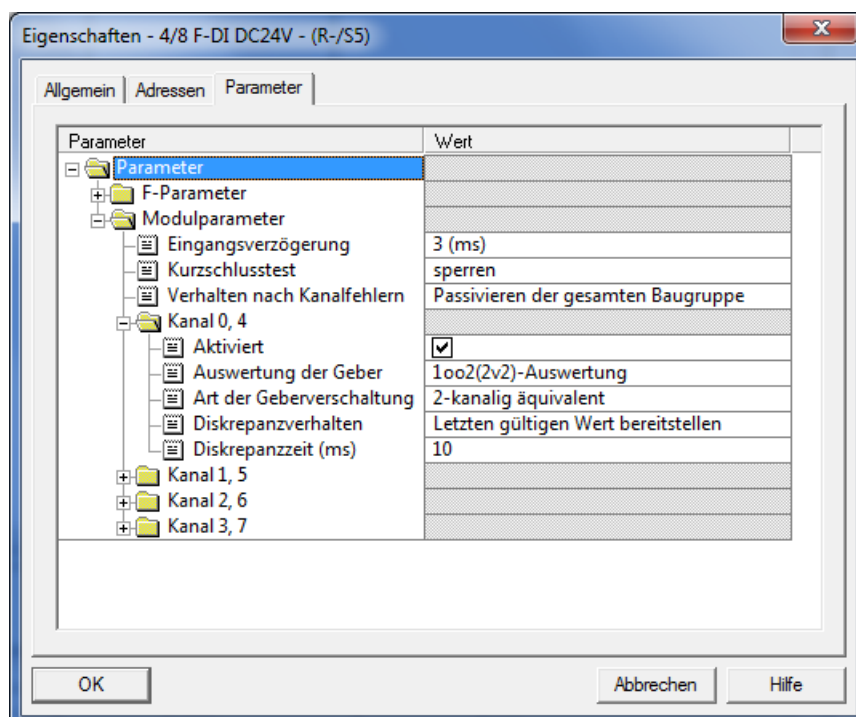 Eigenschaften - 4/8 F-DI DC24V - (R-/S5)
Allgemein Adressen Parameter
Parameter Wert
Parameter
F-Parameter
Modulparameter
Eingangsverzögerung 3 (ms)
Kurzschlusstest sperren
Verhalten nach Kanalfehlern Passivieren der gesamten Baugruppe
Kanal 0, 4
Aktiviert
Auswertung der Geber 1oo2(2v2)-Auswertung
Art der Geberverschaltung 2-kanalig äquivalent
Diskrepanzverhalten Letzten gültigen Wert bereitstellen
Diskrepanzzeit (ms) 10
Kanal 1, 5
Kanal 2, 6
Kanal 3, 7
OK Abbrechen Hilfe